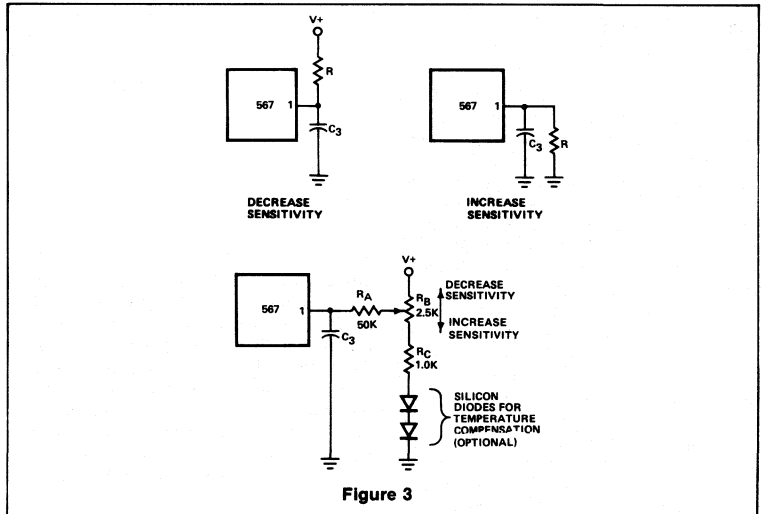 V+
R
567 1
C3
DECREASE
SENSITIVITY
567 1
C3
R
INCREASE
SENSITIVITY
V+
567 1
RA
50K
C3
RB
2.5K
DECREASE
SENSITIVITY
INCREASE
SENSITIVITY
RC
1.0K
SILICON
DIODES FOR
TEMPERATURE
COMPENSATION
(OPTIONAL)
Figure 3